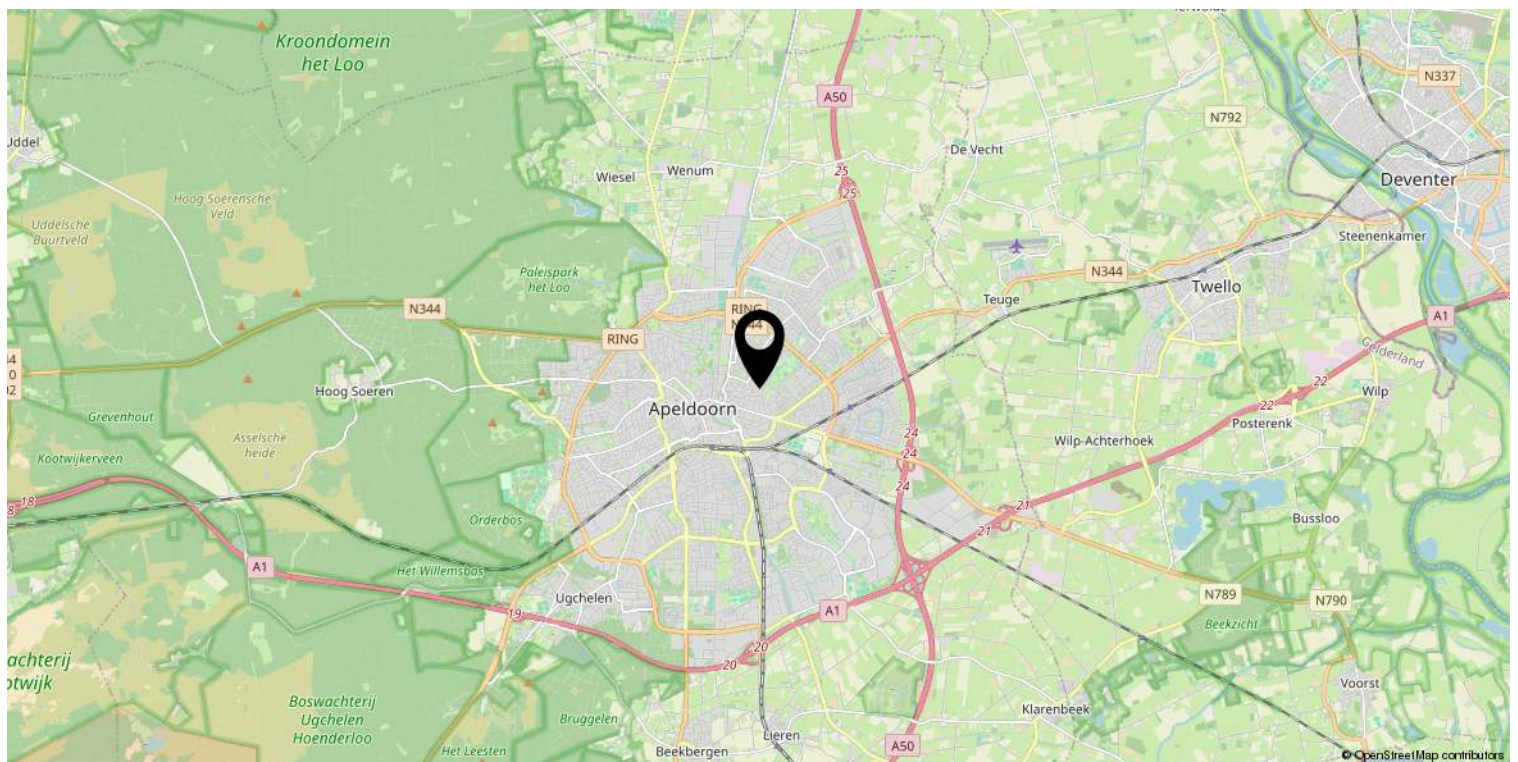 Kroondomein
het Loo
A50
N337
N792
Uddel
De Vecht
Wenum
Wiesel
25
25
Deventer
Hoog Soerensche
Veld
Uddelsche
Buurtveld
Steenenkamer
Paleispark
het Loo
N344
Twello
Teuge
N344
RING
N344
A1
RING
Gelderland
22
22
Hoog Soeren
Wilp
Grevenhout
Apeldoorn
Posterenk
Asselsche
heide
24
24
24
Wilp-Achterhoek
Kootwijkerveen
18
Orderbos
21
21
Bussloo
A1
Het Willemsbos
Ugchelen
19
A1
N789
N790
Beekzicht
20
20
Voorst
Boswachterij
Ugchelen
Hoenderloo
Bruggelen
Klarenbeek
Lieren
Het Leesten
Beekbergen
A50
© OpenStreetMap contributors